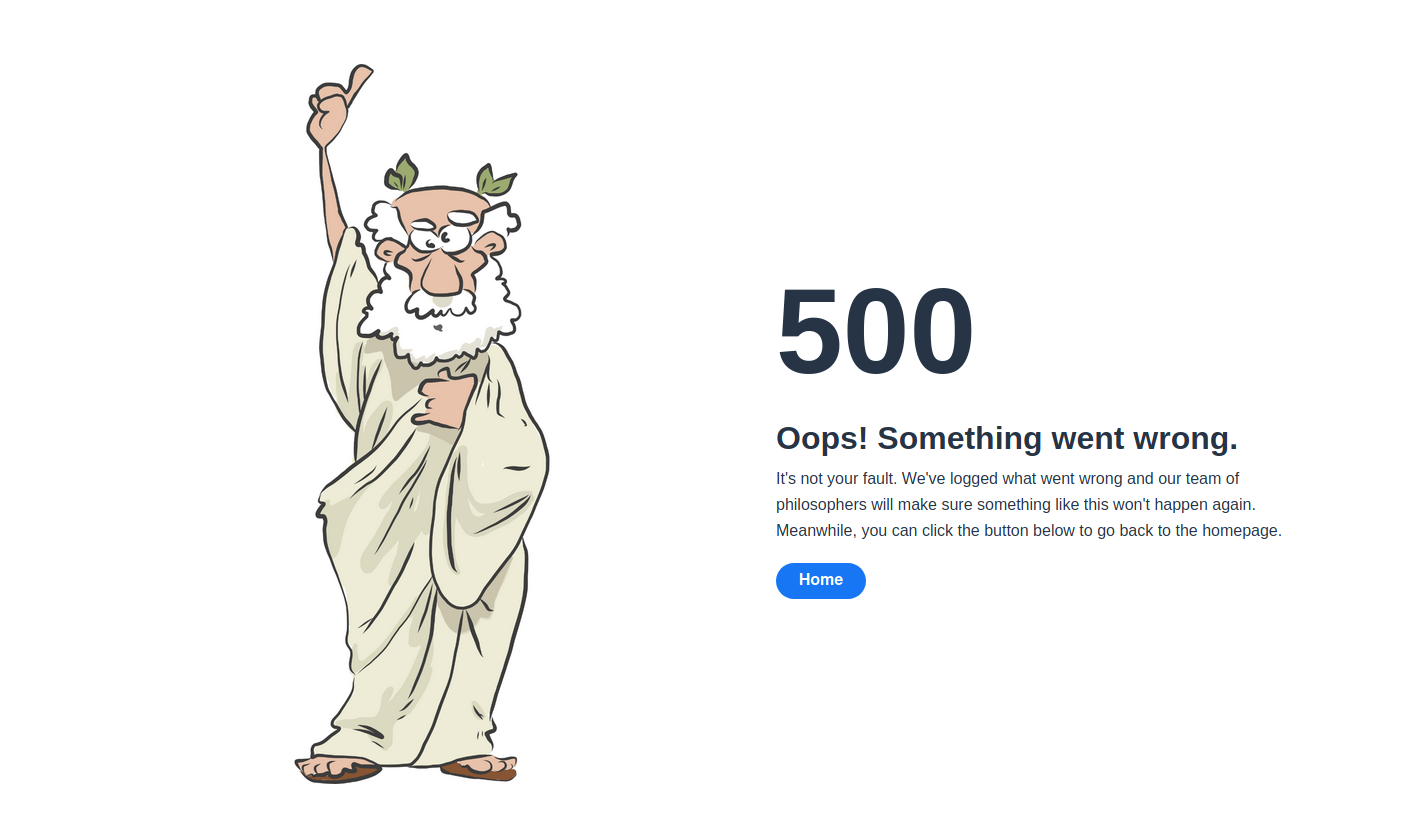 500
Oops! Something went wrong.
It's not your fault. We've logged what went wrong and our team of
philosophers will make sure something like this won't happen again.
Meanwhile, you can click the button below to go back to the homepage.
Home